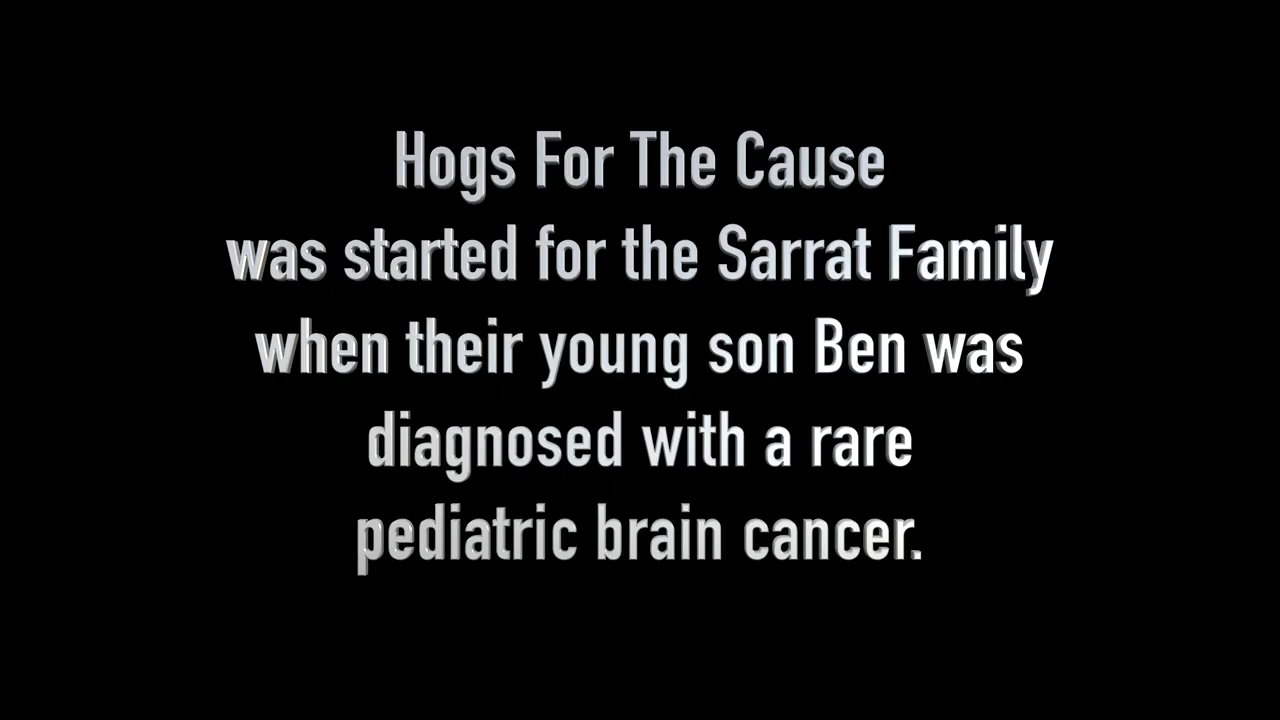 Hogs For The Cause
was started for the Sarrat Family
when their young son Ben was
diagnosed with a rare
pediatric brain cancer.